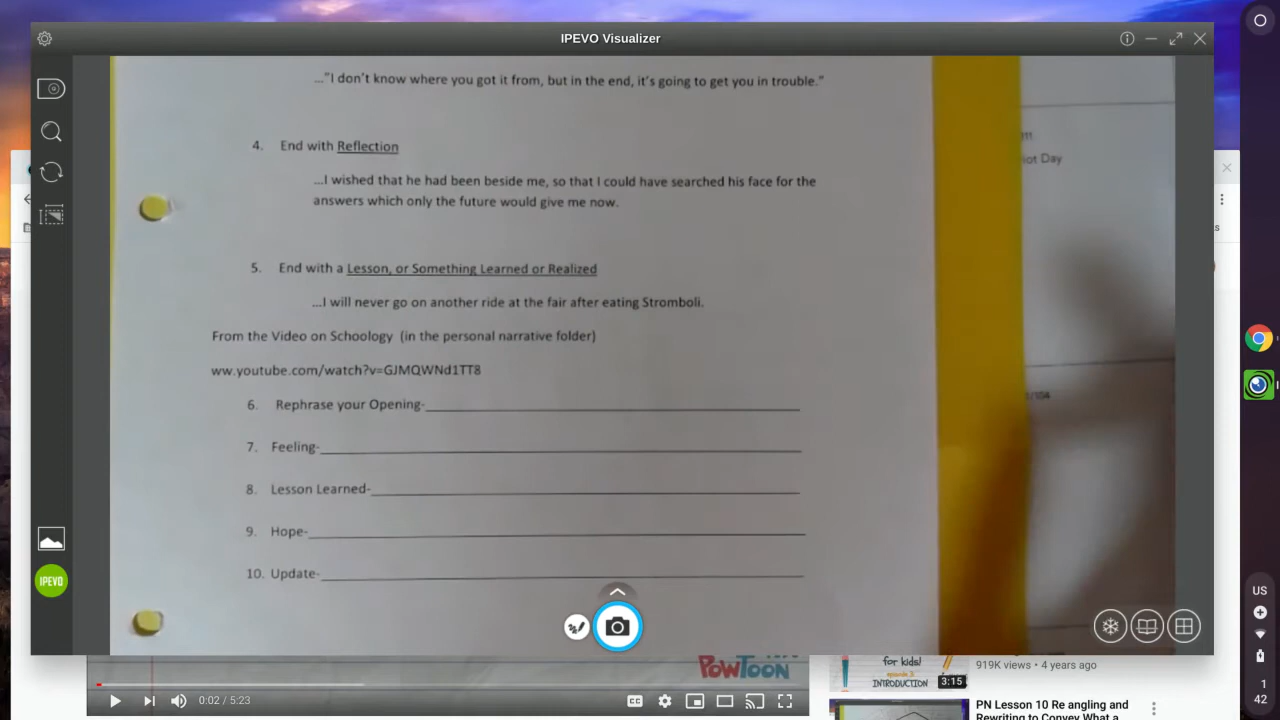 IPEVO Visualizer
..."I don't know where you got it from, but in the end, it's going to get you in trouble."
4. End with Reflection
...I wished that he had been beside me, so that I could have searched his face for the
answers which only the future would give me now.
5. End with a Lesson, or Something Learned or Realized
...I will never go on another ride at the fair after eating Stromboli.
From the Video on Schoology (in the personal narrative folder)
ww.youtube.com/watch?v=GJMQWNd1TT8
6. Rephrase your Opening-
7. Feeling-
8. Lesson Learned-
9. Hope-
10. Update-
iot Day
/104
IPEVO
POWTOON
0:02 / 5:23
CC
for kids!
episode 3:
INTRODUCTION
3:15
919K views • 4 years ago
PN Lesson 10 Re angling and
Rewriting to Convey What a
US
1
42